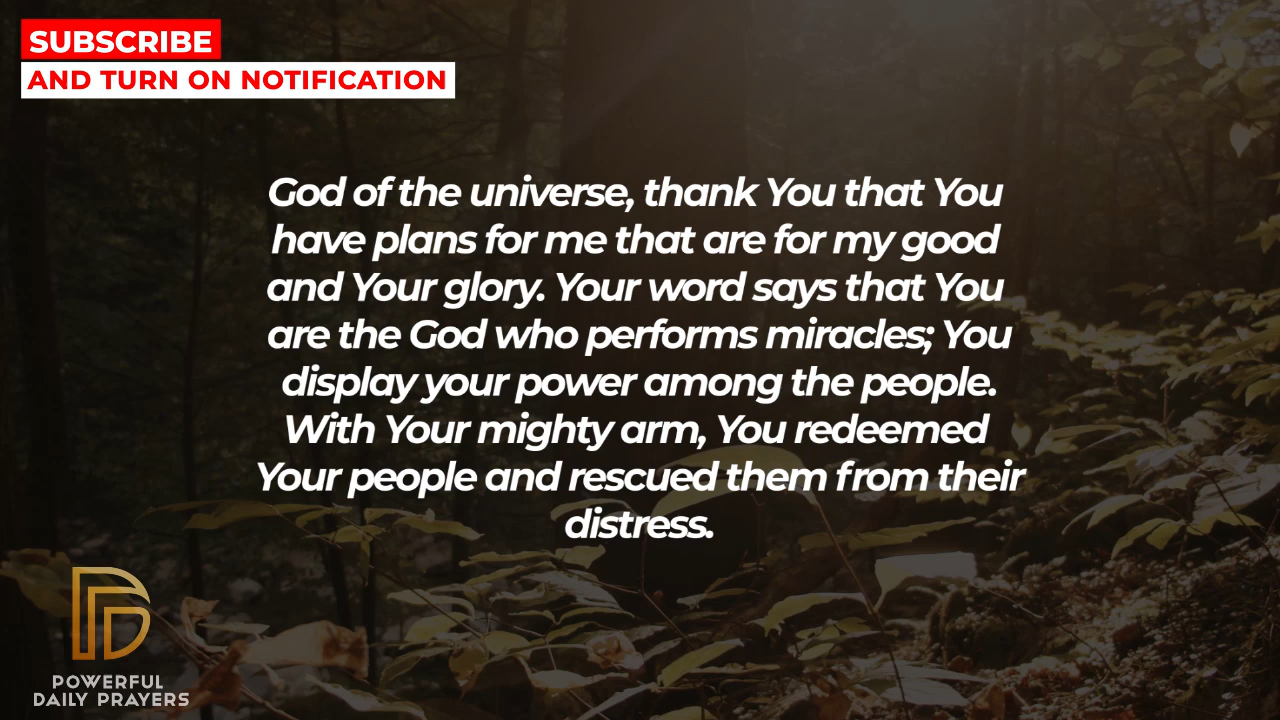 SUBSCRIBE
AND TURN ON NOTIFICATION
God of the universe, thank You that You
have plans for me that are for my good
and Your glory. Your word says that You
are the God who performs miracles; You
display your power among the people.
With Your mighty arm, You redeemed
Your people and rescued them from their
distress.
POWERFUL
DAILY PRAYERS